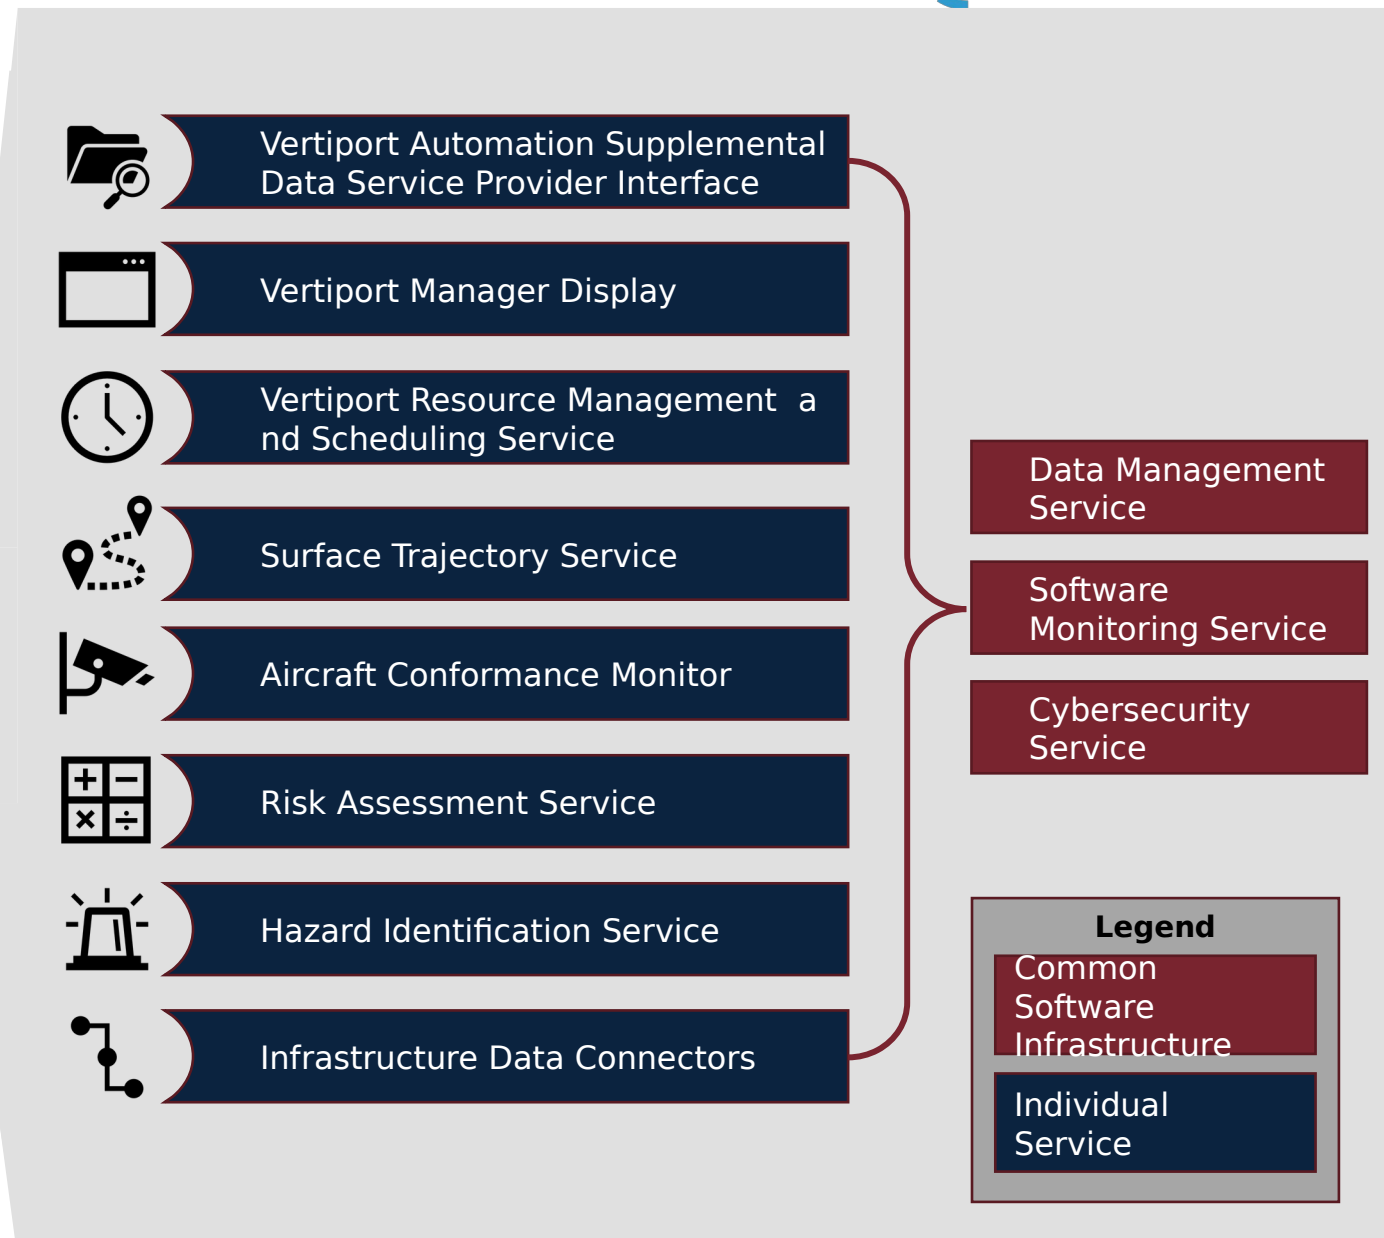 Vertiport Automation Supplemental
Data Service Provider Interface
Vertiport Manager Display
Vertiport Resource Management  a
nd Scheduling Service
Surface Trajectory Service
Aircraft Conformance Monitor
Risk Assessment Service
Hazard Identification Service
Infrastructure Data Connectors
Data Management
Service
Software
Monitoring Service
Cybersecurity
Service
Legend
Common
Software
Infrastructure
Individual
Service